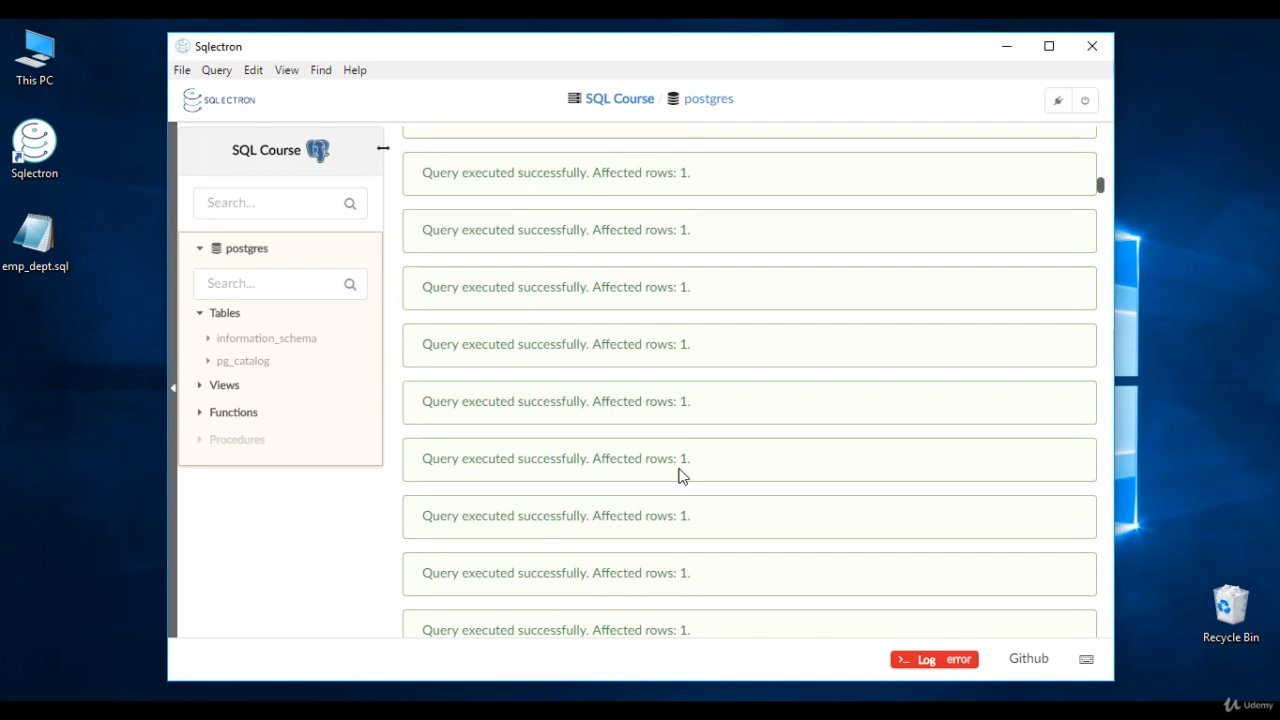 This PC
Sqlectron
emp_dept.sql
Sqlectron
File Query Edit View Find Help
SQLECTRON
SQL Course / postgres
SQL Course
Search...
postgres
Search...
Tables
information_schema
pg_catalog
Views
Functions
Procedures
Query executed successfully. Affected rows: 1.
Query executed successfully. Affected rows: 1.
Query executed successfully. Affected rows: 1.
Query executed successfully. Affected rows: 1.
Query executed successfully. Affected rows: 1.
Query executed successfully. Affected rows: 1.
Query executed successfully. Affected rows: 1.
Query executed successfully. Affected rows: 1.
Query executed successfully. Affected rows: 1.
>_ Log error
Github
Recycle Bin
Udemy